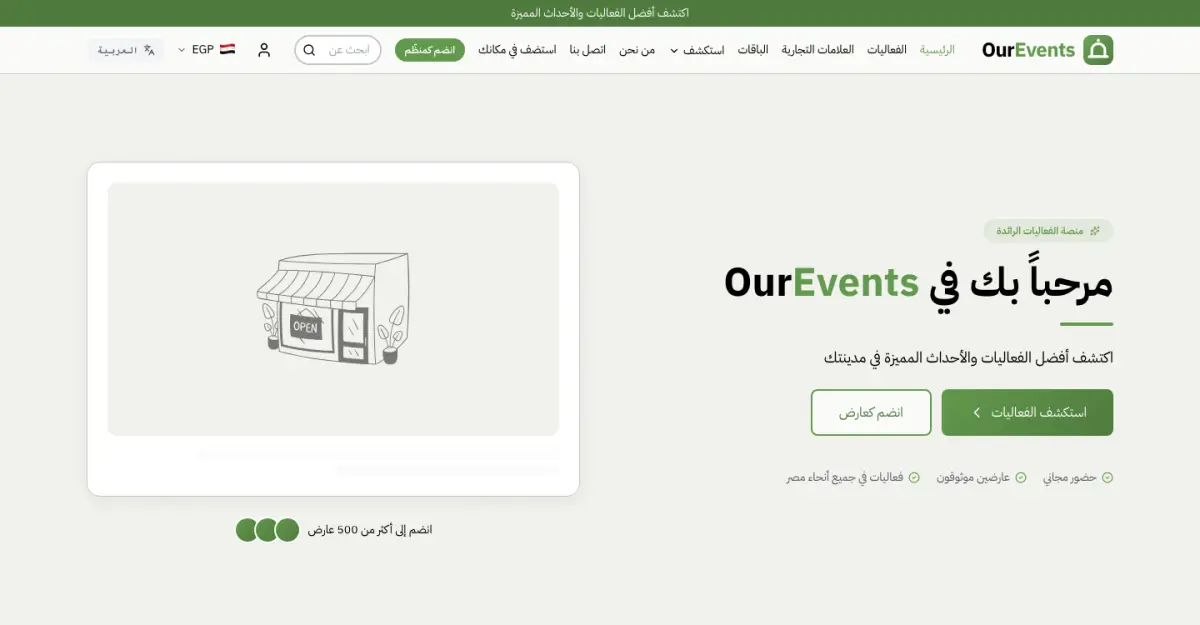 اكتشف أفضل الفعاليات والأحداث المميزة
OurEvents الرئيسية الفعاليات العلامات التجارية الباقات استكشف من نحن اتصل بنا استضف في مكانك انضم كمنظّم ابحث عن EGP العربية
منصة الفعاليات الرائدة
مرحباً بك في OurEvents
اكتشف أفضل الفعاليات والأحداث المميزة في مدينتك
استكشف الفعاليات انضم كعارض
حضور مجاني عارضين موثوقون فعاليات في جميع أنحاء مصر
OPEN
انضم إلى أكثر من 500 عارض